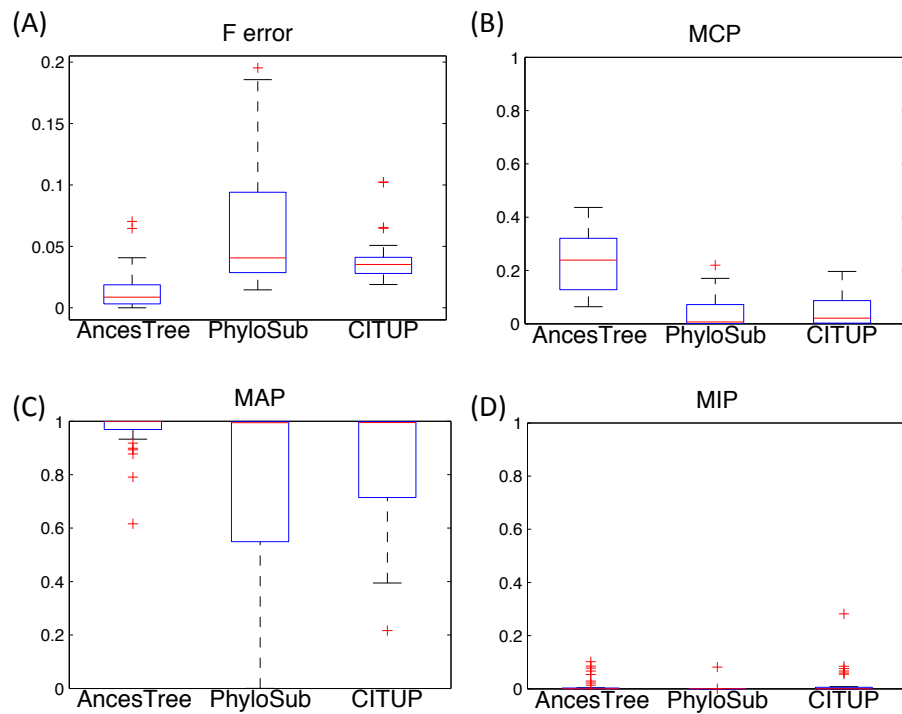 (A)
F error
0.2
0.15
0.1
0.05
0
AncesTree PhyloSub CITUP
(B)
MCP
1
0.8
0.6
0.4
0.2
0
AncesTree PhyloSub CITUP
(C)
MAP
1
0.8
0.6
0.4
0.2
0
AncesTree PhyloSub CITUP
(D)
MIP
1
0.8
0.6
0.4
0.2
0
AncesTree PhyloSub CITUP